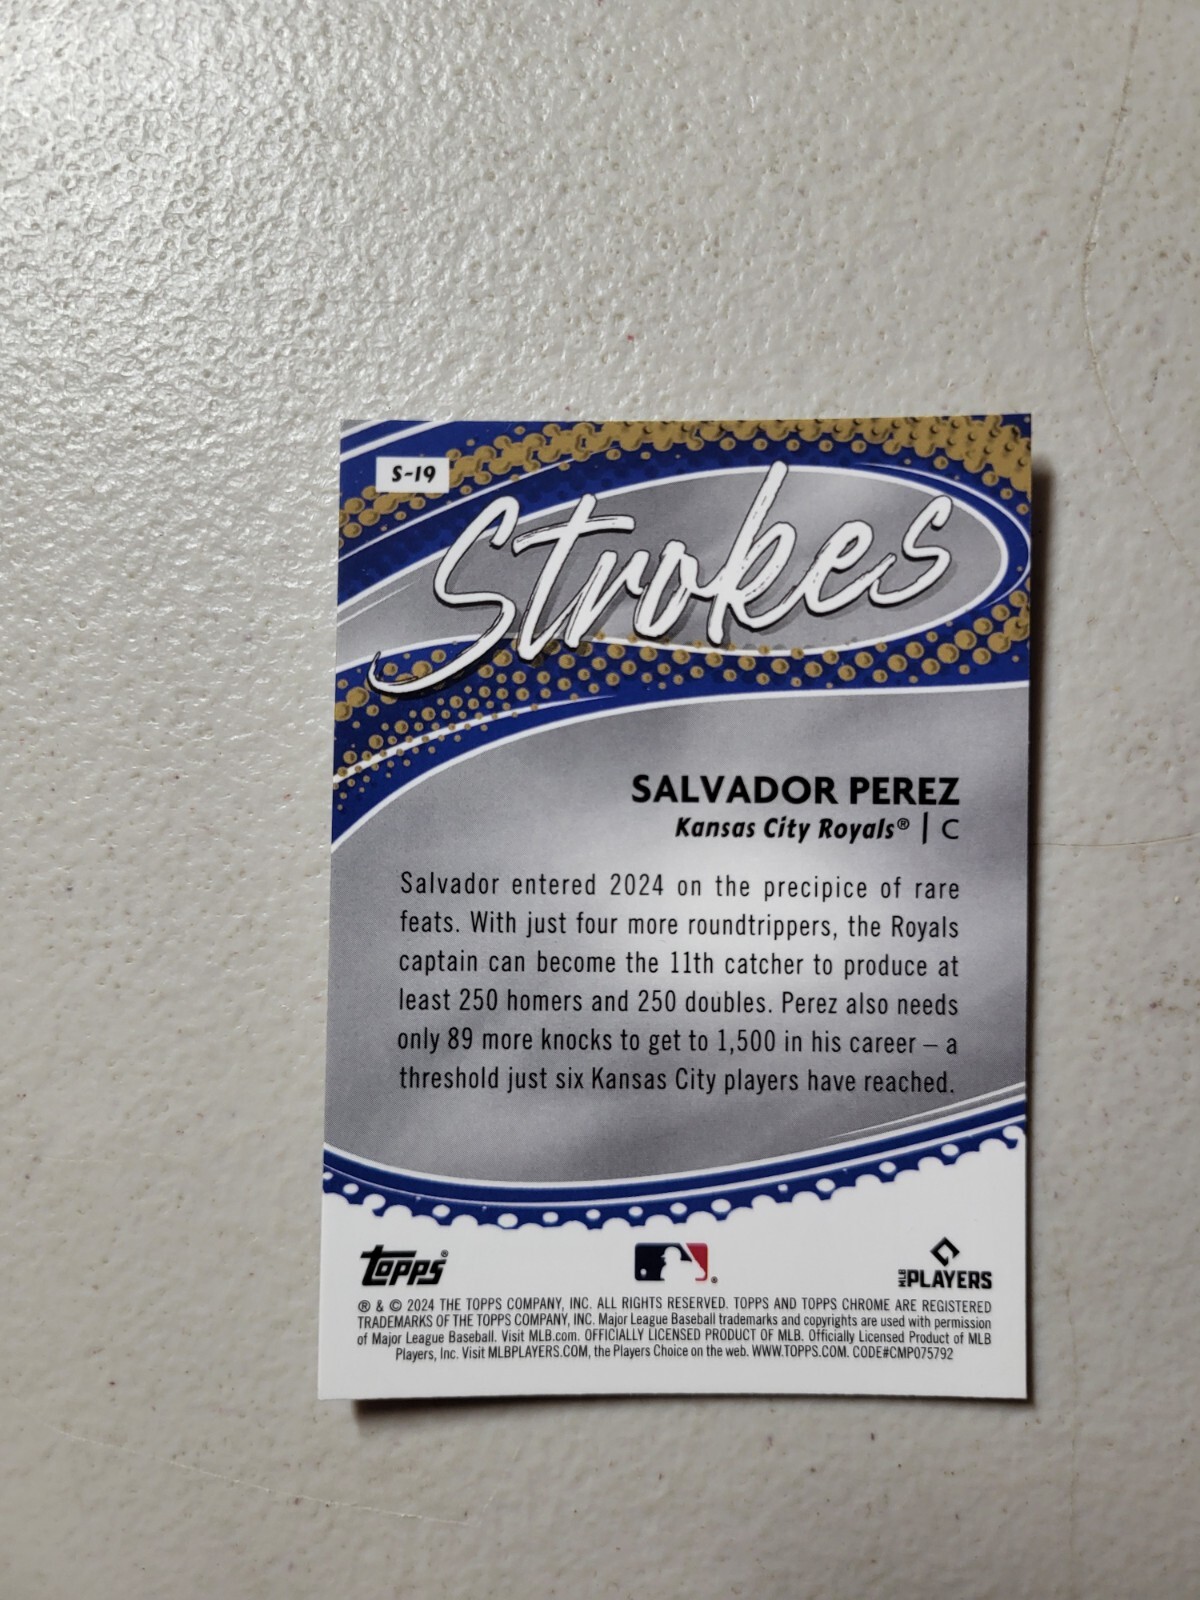 S-19
Strokes
SALVADOR PEREZ
Kansas City Royals® | C
Salvador entered 2024 on the precipice of rare
feats. With just four more roundtrippers, the Royals
captain can become the 11th catcher to produce at
least 250 homers and 250 doubles. Perez also needs
only 89 more knocks to get to 1,500 in his career – a
threshold just six Kansas City players have reached.
topps®
MLB PLAYERS
® & © 2024 THE TOPPS COMPANY, INC. ALL RIGHTS RESERVED. TOPPS AND TOPPS CHROME ARE REGISTERED
TRADEMARKS OF THE TOPPS COMPANY, INC. Major League Baseball trademarks and copyrights are used with permission
of Major League Baseball. Visit MLB.com. OFFICIALLY LICENSED PRODUCT OF MLB. Officially Licensed Product of MLB
Players, Inc. Visit MLBPLAYERS.COM, the Players Choice on the web. WWW.TOPPS.COM. CODE#CMP075792